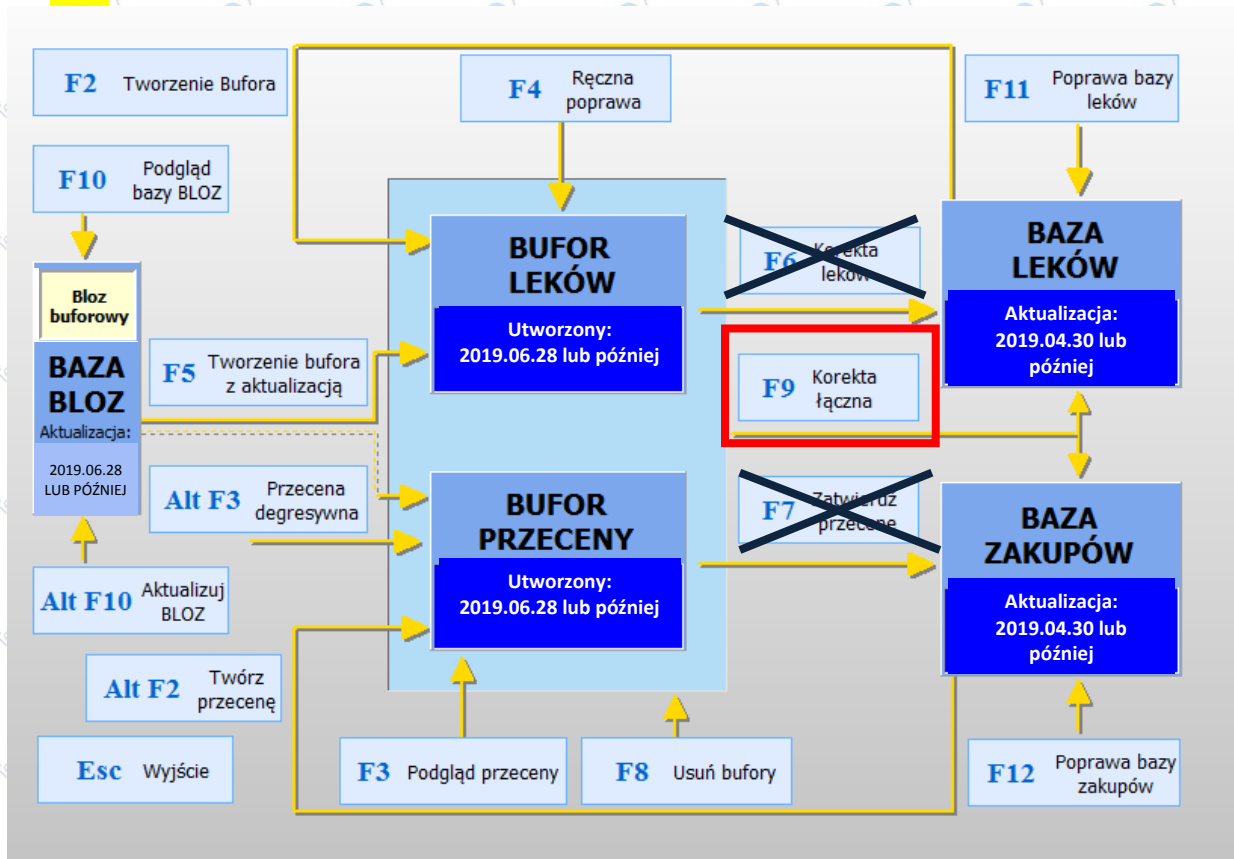 F2 Tworzenie Bufora
F4 Ręczna
poprawa
F11 Poprawa bazy
leków
F10 Podgląd
bazy BLOZ
BUFOR
LEKÓW
Utworzony:
2019.06.28 lub później
F6 Korekta
leków
BAZA
LEKÓW
Aktualizacja:
2019.04.30 lub
później
Bloz
buforowy
BAZA
BLOZ
Aktualizacja:
2019.06.28
LUB PÓŹNIEJ
F5 Tworzenie bufora
z aktualizacją
F9 Korekta
łączna
Alt F3 Przecena
degresywna
BUFOR
PRZECENY
Utworzony:
2019.06.28 lub później
F7 Zatwierdź
przecenę
BAZA
ZAKUPÓW
Aktualizacja:
2019.04.30 lub
później
Alt F10 Aktualizuj
BLOZ
Alt F2 Twórz
przecenę
Esc Wyjście
F3 Podgląd przeceny
F8 Usuń bufory
F12 Poprawa bazy
zakupów